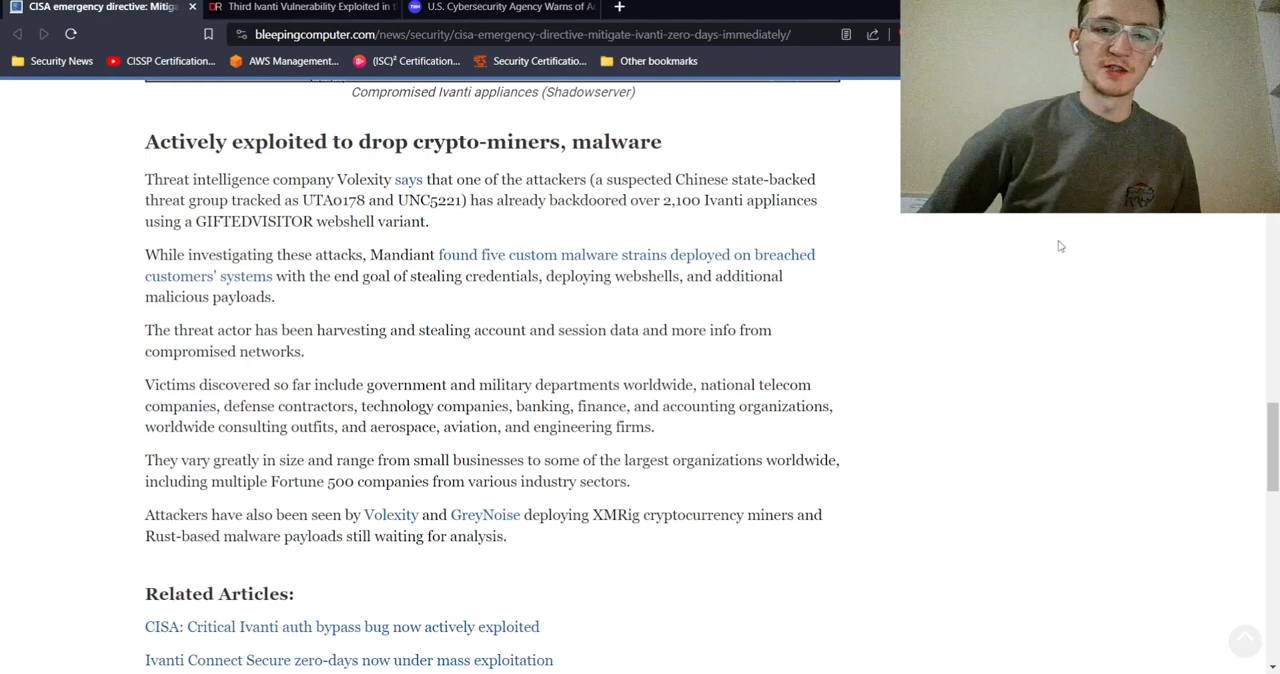 CISA emergency directive: Mitiga
Third Ivanti Vulnerability Exploited in t
U.S. Cybersecurity Agency Warns of Ac
bleepingcomputer.com/news/security/cisa-emergency-directive-mitigate-ivanti-zero-days-immediately/
Security News
CISSP Certification...
AWS Management...
(ISC)² Certification...
Security Certificatio...
Other bookmarks
Compromised Ivanti appliances (Shadowserver)
Actively exploited to drop crypto-miners, malware
Threat intelligence company Volexity says that one of the attackers (a suspected Chinese state-backed
threat group tracked as UTA0178 and UNC5221) has already backdoored over 2,100 Ivanti appliances
using a GIFTEDVISITOR webshell variant.
While investigating these attacks, Mandiant found five custom malware strains deployed on breached
customers' systems with the end goal of stealing credentials, deploying webshells, and additional
malicious payloads.
The threat actor has been harvesting and stealing account and session data and more info from
compromised networks.
Victims discovered so far include government and military departments worldwide, national telecom
companies, defense contractors, technology companies, banking, finance, and accounting organizations,
worldwide consulting outfits, and aerospace, aviation, and engineering firms.
They vary greatly in size and range from small businesses to some of the largest organizations worldwide,
including multiple Fortune 500 companies from various industry sectors.
Attackers have also been seen by Volexity and GreyNoise deploying XMRig cryptocurrency miners and
Rust-based malware payloads still waiting for analysis.
Related Articles:
CISA: Critical Ivanti auth bypass bug now actively exploited
Ivanti Connect Secure zero-days now under mass exploitation